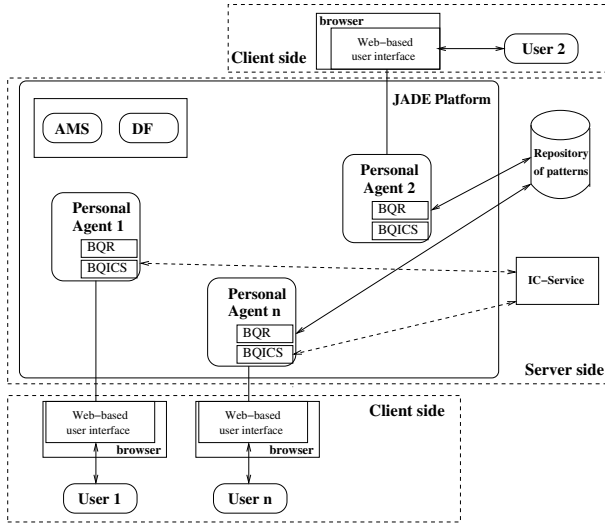 browser
Web−based
user interface
User 2
Client side
JADE Platform
AMS
DF
Repository
of patterns
Personal
Agent 2
BQR
BQICS
Personal
Agent 1
BQR
BQICS
IC−Service
Personal
Agent n
BQR
BQICS
Server side
Client side
Web−based
user interface
browser
Web−based
user interface
browser
User 1
User n